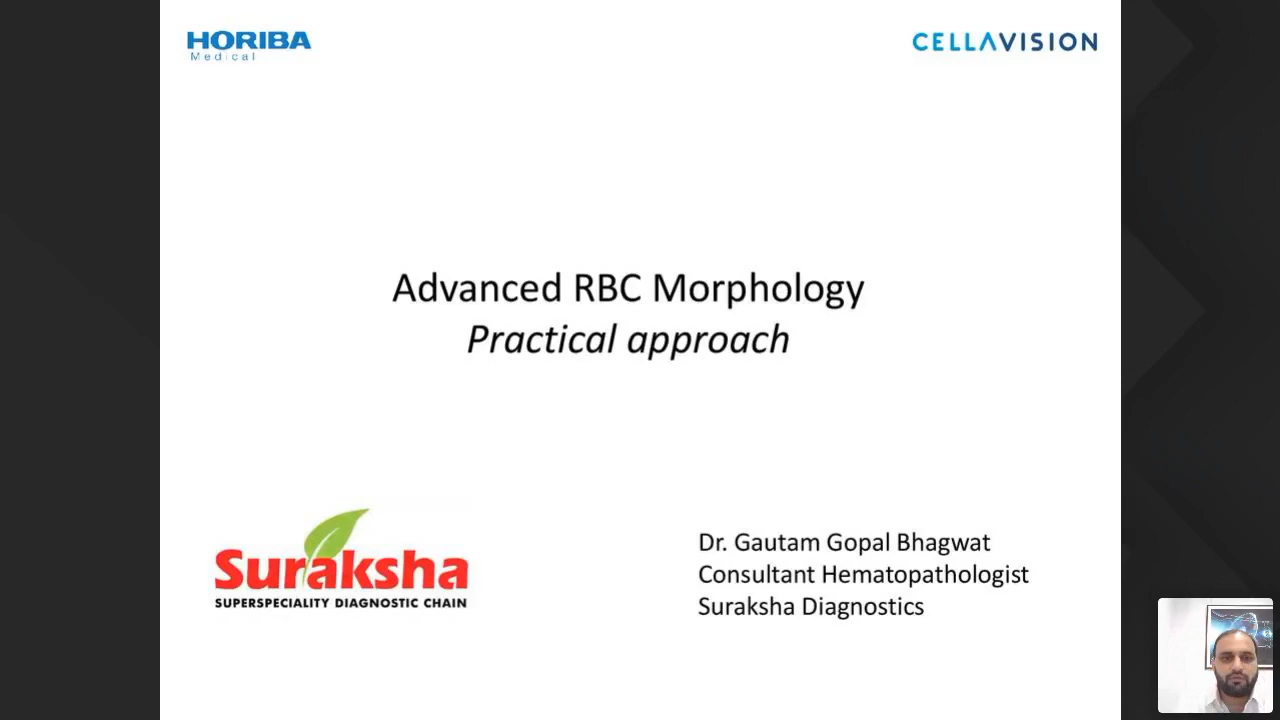 HORIBA
Medical
CELLAVISION
Advanced RBC Morphology
Practical approach
Suraksha
SUPERSPECIALITY DIAGNOSTIC CHAIN
Dr. Gautam Gopal Bhagwat
Consultant Hematopathologist
Suraksha Diagnostics